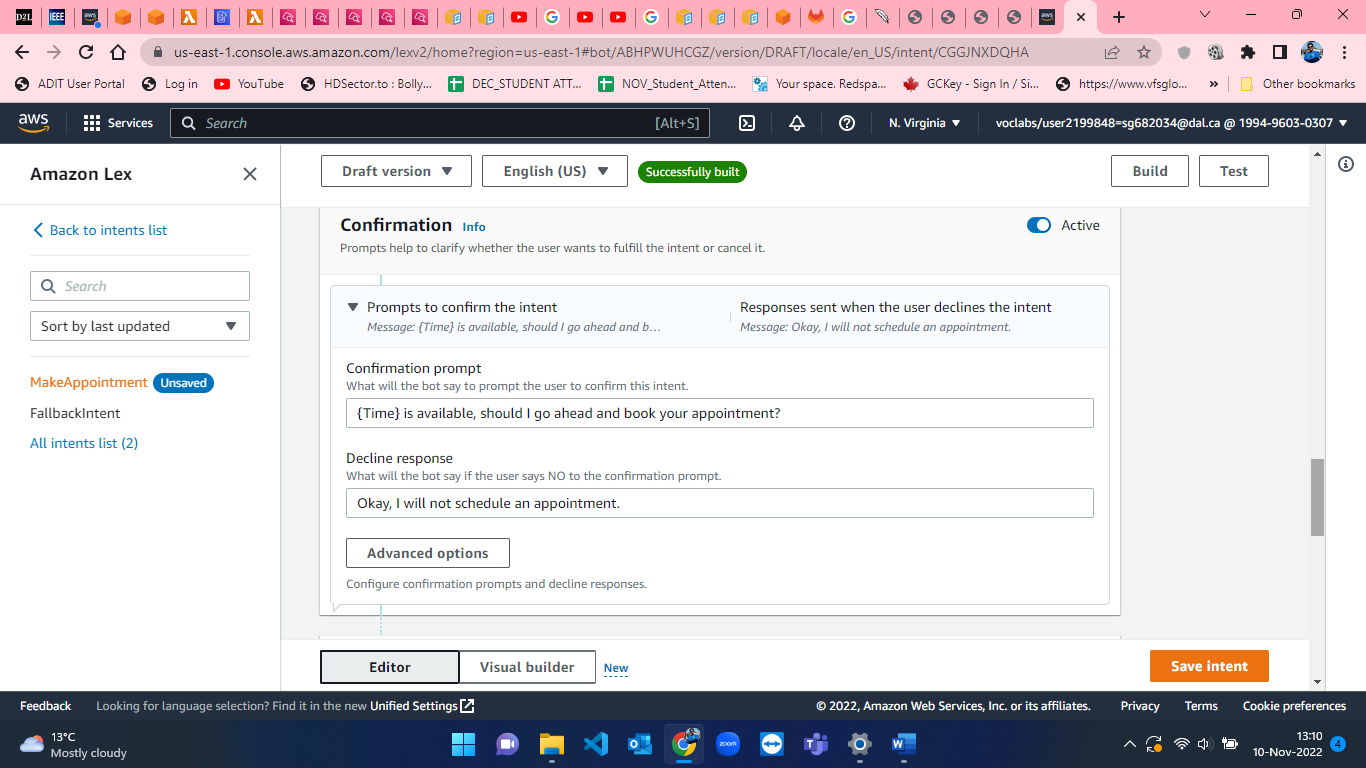 D2L
IEEE
aws
us-east-1.console.aws.amazon.com/lexv2/home?region=us-east-1#bot/ABHPWUHCGZ/version/DRAFT/locale/en_US/intent/CGGJNXDQHA
ADIT User Portal
Log in
YouTube
HDSector.to : Bolly...
DEC_STUDENT ATT...
NOV_Student_Atten...
Your space. Redspa...
GCKey - Sign In / Si...
https://www.vfsglo...
»
Other bookmarks
aws
Services
Search
[Alt+S]
N. Virginia
voclabs/user2199848=sg682034@dal.ca @ 1994-9603-0307
Amazon Lex
Draft version
English (US)
Successfully built
Build
Test
Back to intents list
Search
Sort by last updated
MakeAppointment Unsaved
FallbackIntent
All intents list (2)
Confirmation Info
Active
Prompts help to clarify whether the user wants to fulfill the intent or cancel it.
Prompts to confirm the intent
Message: {Time} is available, should I go ahead and b...
Responses sent when the user declines the intent
Message: Okay, I will not schedule an appointment.
Confirmation prompt
What will the bot say to prompt the user to confirm this intent.
{Time} is available, should I go ahead and book your appointment?
Decline response
What will the bot say if the user says NO to the confirmation prompt.
Okay, I will not schedule an appointment.
Advanced options
Configure confirmation prompts and decline responses.
Editor
Visual builder
New
Save intent
Feedback
Looking for language selection? Find it in the new Unified Settings
© 2022, Amazon Web Services, Inc. or its affiliates.
Privacy
Terms
Cookie preferences
13°C
Mostly cloudy
zoom
13:10
10-Nov-2022
4